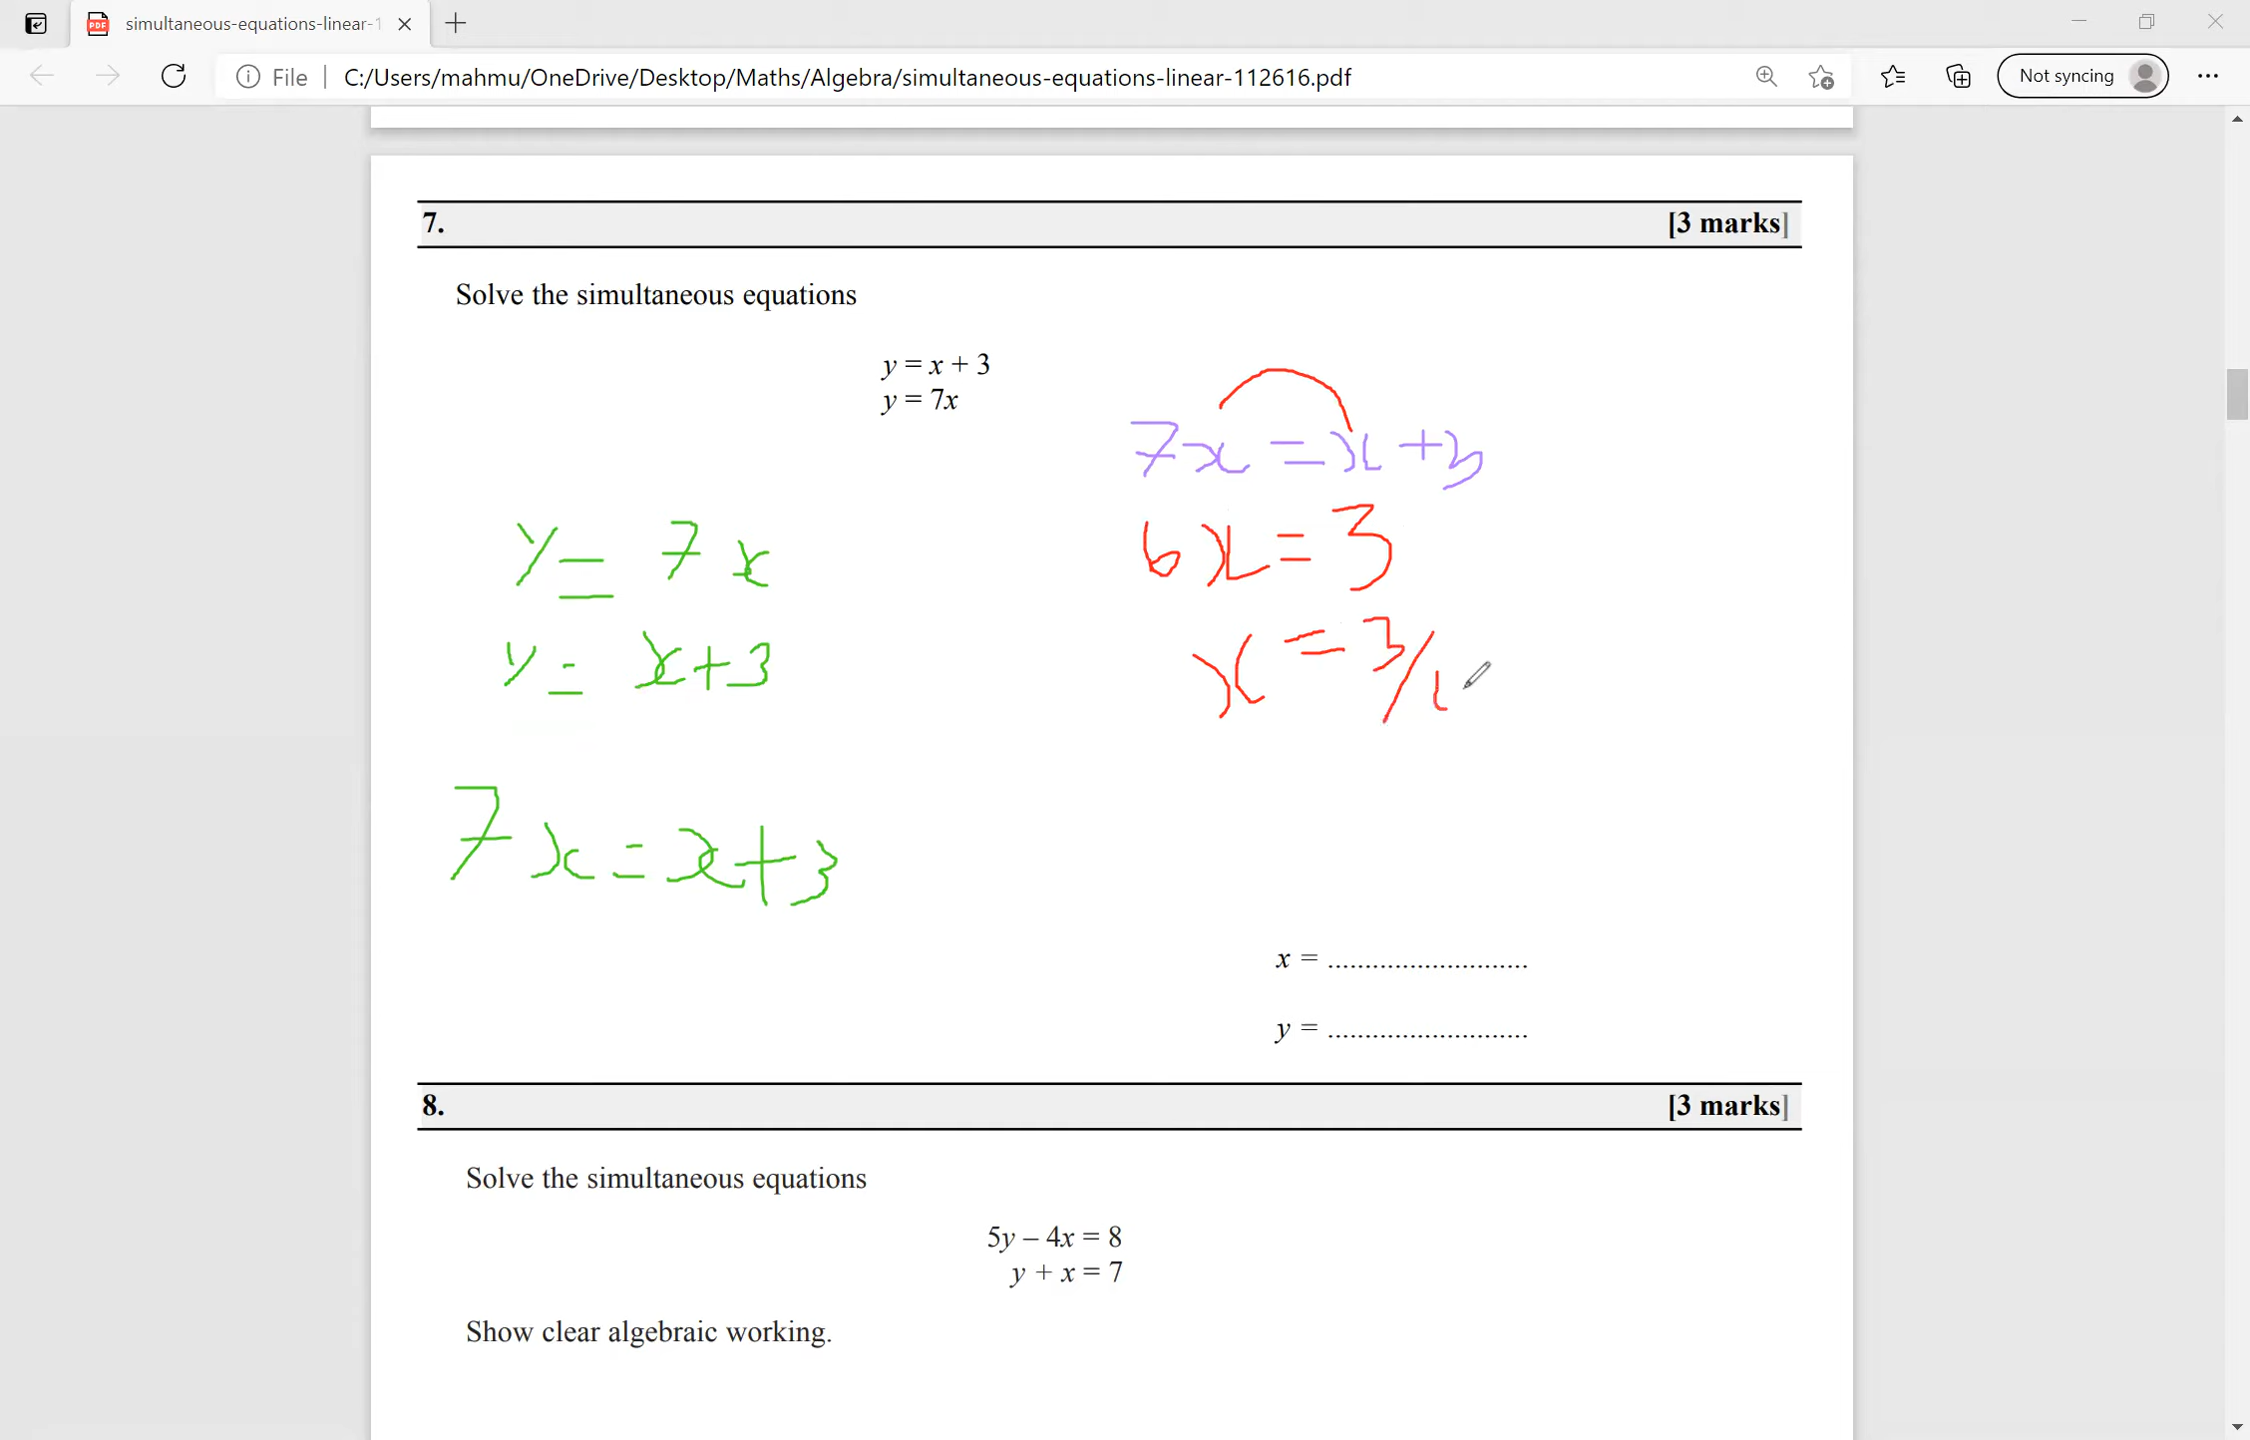 simultaneous-equations-linear-1
File
C:/Users/mahmu/OneDrive/Desktop/Maths/Algebra/simultaneous-equations-linear-112616.pdf
Not syncing
7. [3 marks]
Solve the simultaneous equations
y = x + 3
y = 7x
7x = x + 3
6x = 3
x = 3/
y = 7x
y = x + 3
7x = x + 3
x = ...........................
y = ...........................
8. [3 marks]
Solve the simultaneous equations
5y – 4x = 8
y + x = 7
Show clear algebraic working.